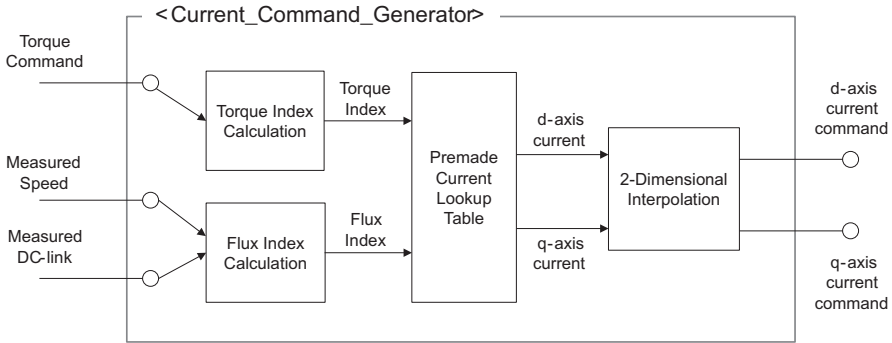 <Current_Command_Generator>
Torque
Command
Measured
Speed
Measured
DC-link
Torque Index
Calculation
Flux Index
Calculation
Torque
Index
Flux
Index
Premade
Current
Lookup
Table
d-axis
current
q-axis
current
2-Dimensional
Interpolation
d-axis
current
command
q-axis
current
command